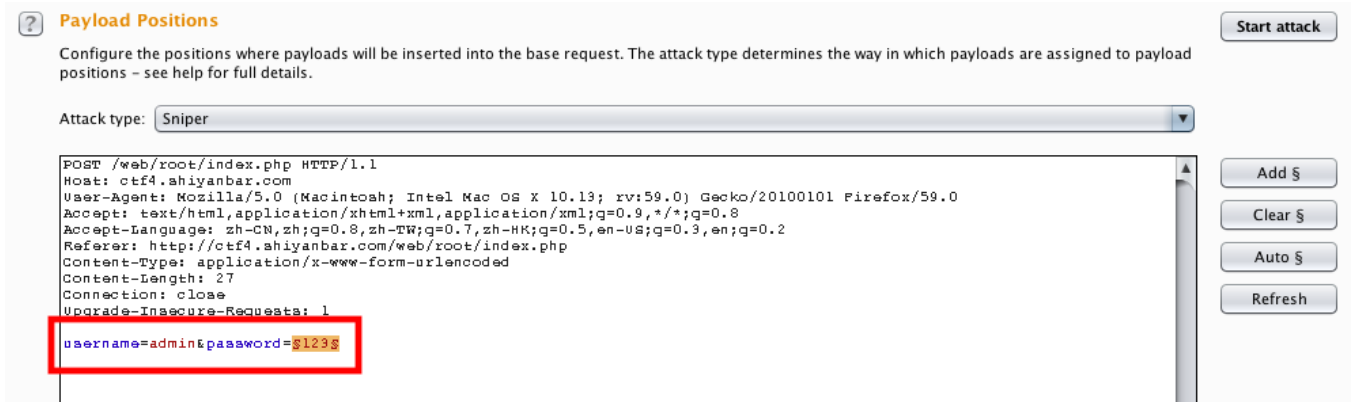 ?
Payload Positions
Start attack
Configure the positions where payloads will be inserted into the base request. The attack type determines the way in which payloads are assigned to payload
positions – see help for full details.
Attack type: Sniper
POST /web/root/index.php HTTP/1.1
Host: ctf4.shiyanbar.com
User-Agent: Mozilla/5.0 (Macintosh; Intel Mac OS X 10.13; rv:59.0) Gecko/20100101 Firefox/59.0
Accept: text/html,application/xhtml+xml,application/xml;q=0.9,*/*;q=0.8
Accept-Language: zh-CN,zh;q=0.8,zh-TW;q=0.7,zh-HK;q=0.5,en-US;q=0.3,en;q=0.2
Referer: http://ctf4.shiyanbar.com/web/root/index.php
Content-Type: application/x-www-form-urlencoded
Content-Length: 27
Connection: close
Upgrade-Insecure-Requests: 1
username=admin&password=§123§
Add §
Clear §
Auto §
Refresh